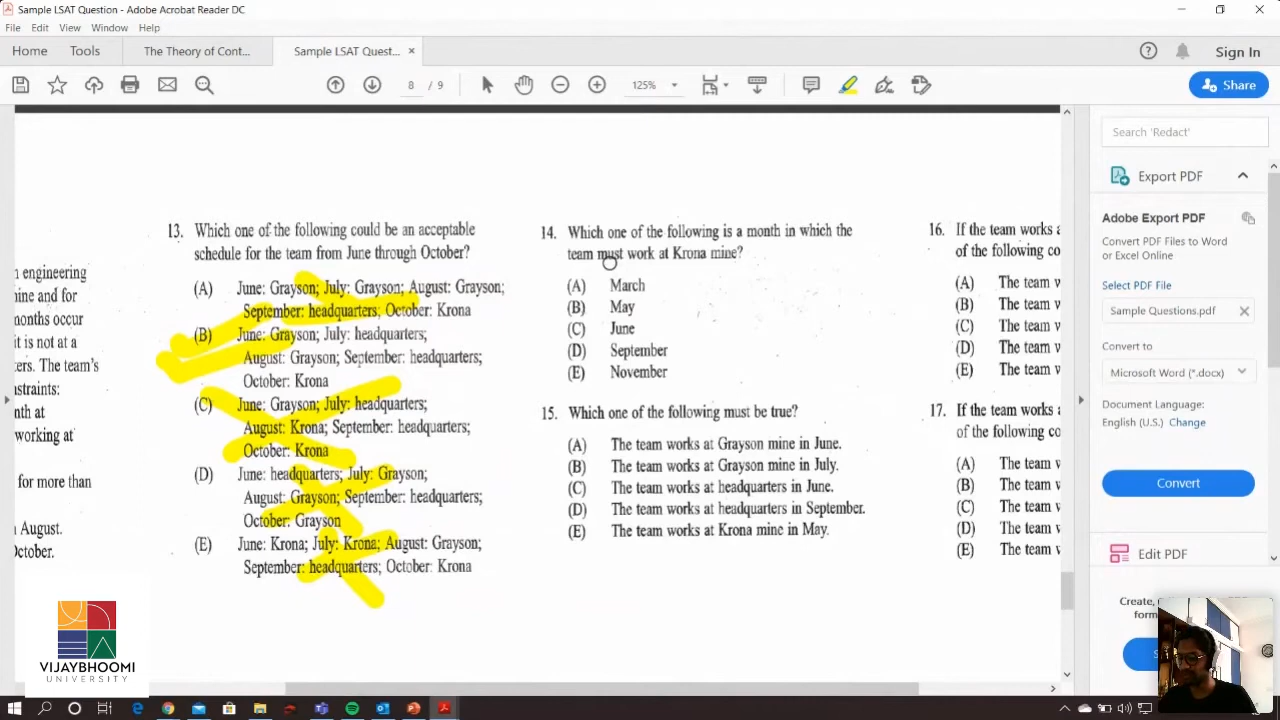 Sample LSAT Question - Adobe Acrobat Reader DC
File Edit View Window Help
Home Tools The Theory of Cont... Sample LSAT Quest... ×
Sign In
8 / 9
125%
Share
n engineering
nine and for
months occur
it is not at a
ers. The team's
straints:
nth at
working at
for more than
August.
October.
13. Which one of the following could be an acceptable
schedule for the team from June through October?
(A) June: Grayson; July: Grayson; August: Grayson;
September: headquarters; October: Krona
(B) June: Grayson; July: headquarters;
August: Grayson; September: headquarters;
October: Krona
(C) June: Grayson; July: headquarters;
August: Krona; September: headquarters;
October: Krona
(D) June: headquarters; July: Grayson;
August: Grayson; September: headquarters;
October: Grayson
(E) June: Krona; July: Krona; August: Grayson;
September: headquarters; October: Krona
14. Which one of the following is a month in which the
team must work at Krona mine?
(A) March
(B) May
(C) June
(D) September
(E) November
15. Which one of the following must be true?
(A) The team works at Grayson mine in June.
(B) The team works at Grayson mine in July.
(C) The team works at headquarters in June.
(D) The team works at headquarters in September.
(E) The team works at Krona mine in May.
16. If the team works
of the following co
(A) The team w
(B) The team w
(C) The team w
(D) The team w
(E) The team w
17. If the team works
of the following co
(A) The team w
(B) The team w
(C) The team w
(D) The team w
(E) The team w
Search 'Redact'
Export PDF
Adobe Export PDF
Convert PDF Files to Word
or Excel Online
Select PDF File
Sample Questions.pdf
Convert to
Microsoft Word (*.docx)
Document Language:
English (U.S.) Change
Convert
Edit PDF
Create,
form
VIJAYBHOOMI
UNIVERSITY